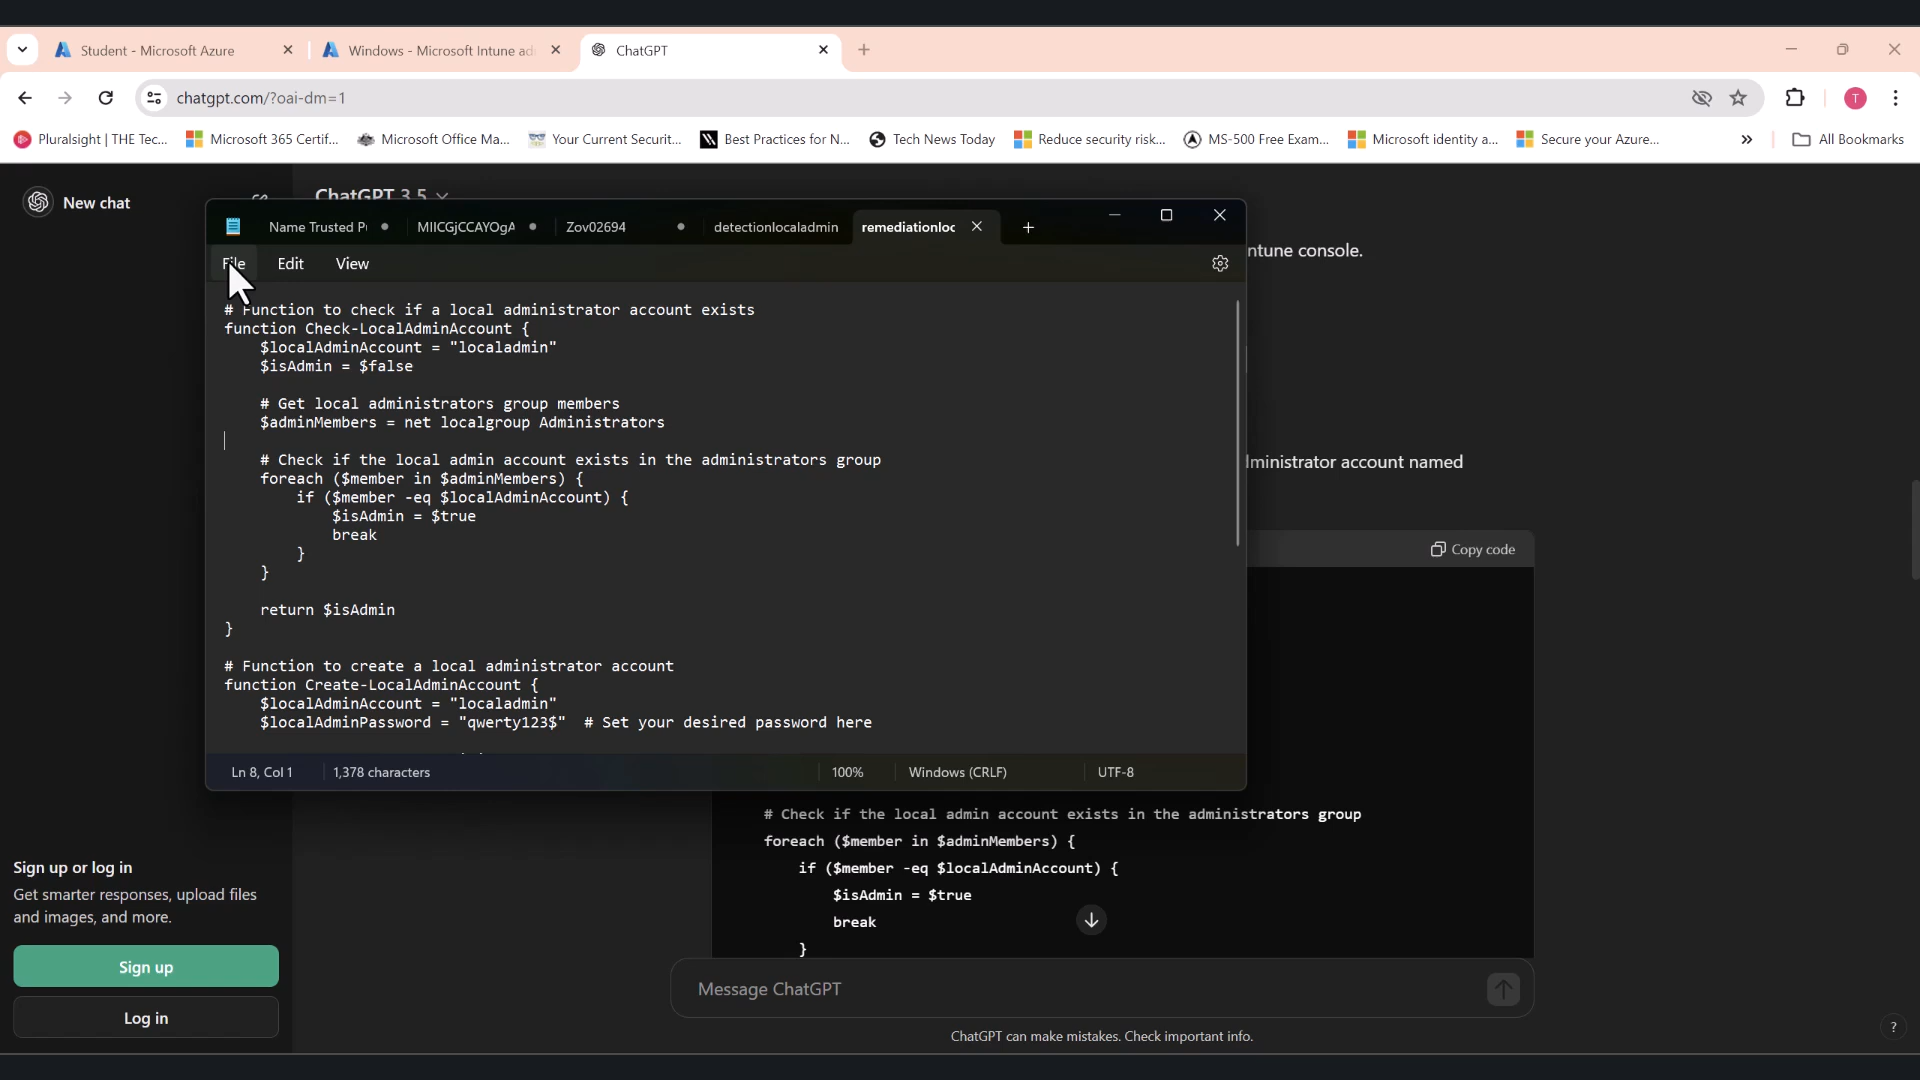 Student - Microsoft Azure
Windows - Microsoft Intune ad
ChatGPT
chatgpt.com/?oai-dm=1
T
Pluralsight | THE Tec...
Microsoft 365 Certif...
Microsoft Office Ma...
Your Current Securit...
Best Practices for N...
Tech News Today
Reduce security risk...
MS-500 Free Exam...
Microsoft identity a...
Secure your Azure...
»
All Bookmarks
New chat
ChatGPT 3.5
Name Trusted P
MIICGjCCAYOgA
Zov02694
detectionlocaladmin
remediationloc
File
Edit
View
# Function to check if a local administrator account exists
function Check-LocalAdminAccount {
    $localAdminAccount = "localadmin"
    $isAdmin = $false
    # Get local administrators group members
    $adminMembers = net localgroup Administrators
    # Check if the local admin account exists in the administrators group
    foreach ($member in $adminMembers) {
        if ($member -eq $localAdminAccount) {
            $isAdmin = $true
            break
        }
    }
    return $isAdmin
}
# Function to create a local administrator account
function Create-LocalAdminAccount {
    $localAdminAccount = "localadmin"
    $localAdminPassword = "qwerty123$"  # Set your desired password here
Ln 8, Col 1
1,378 characters
100%
Windows (CRLF)
UTF-8
ntune console.
ministrator account named
Copy code
# Check if the local admin account exists in the administrators group
foreach ($member in $adminMembers) {
    if ($member -eq $localAdminAccount) {
        $isAdmin = $true
        break
    }
Sign up or log in
Get smarter responses, upload files
and images, and more.
Sign up
Log in
Message ChatGPT
ChatGPT can make mistakes. Check important info.
?